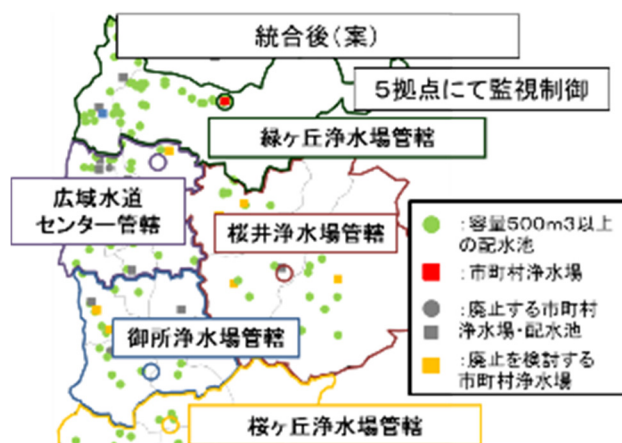 統合後(案)
5拠点にて監視制御
緑ヶ丘浄水場管轄
広域水道
センター管轄
桜井浄水場管轄
御所浄水場管轄
桜ヶ丘浄水場管轄
:容量500m3以上
の配水池
:市町村浄水場
:廃止する市町村
浄水場・配水池
:廃止を検討する
市町村浄水場